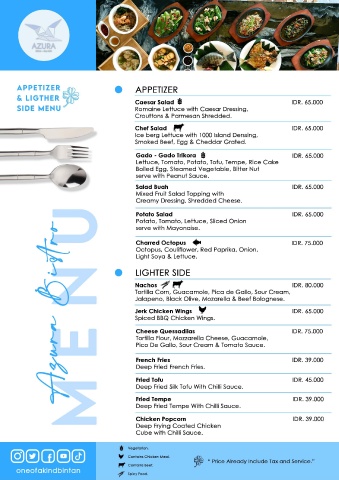 AZURA
APPETIZER
& LIGTHER
SIDE MENU
MENU
Azura Bistro
APPETIZER
Caesar Salad IDR. 65.000
Romaine Lettuce with Caesar Dressing,
Crouttons & Parmesan Shredded.
Chef Salad IDR. 65.000
Ice berg Lettuce with 1000 Island Densing,
Smoked Beef, Egg & Cheddar Grated.
Gado - Gado Trikora IDR. 65.000
Lettuce, Tomato, Potato, Tofu, Tempe, Rice Cake
Boiled Egg, Steamed Vegetable, Bitter Nut
serve with Peanut Sauce.
Salad Buah IDR. 65.000
Mixed Fruit Salad Topping with
Creamy Dressing, Shredded Cheese.
Potato Salad IDR. 65.000
Potato, Tomato, Lettuce, Sliced Onion
serve with Mayonaise.
Charred Octopus IDR. 75.000
Octopus, Couliflower, Red Paprika, Onion,
Light Soya & Lettuce.
LIGHTER SIDE
Nachos IDR. 80.000
Tortilla Corn, Guacamole, Pica de Gallo, Sour Cream,
Jalapeno, Black Olive, Mozarella & Beef Bolognese.
Jerk Chicken Wings IDR. 65.000
Spiced BBQ Chicken Wings.
Cheese Quessadilas IDR. 75.000
Tortilla Flour, Mozzarella Cheese, Guacamole,
Pico De Gallo, Sour Cream & Tomato Sauce.
French Fries IDR. 39.000
Deep Fried French Fries.
Fried Tofu IDR. 45.000
Deep Fried Silk Tofu With Chili Sauce.
Fried Tempe IDR. 39.000
Deep Fried Tempe With Chili Sauce.
Chicken Popcorn IDR. 39.000
Deep Frying Coated Chicken
Cube with Chili Sauce.
oneofakindbintan
Vegetarian.
Contains Chicken Meat.
Contains Beef.
Spicy Food.
" Price Already Include Tax and Service."